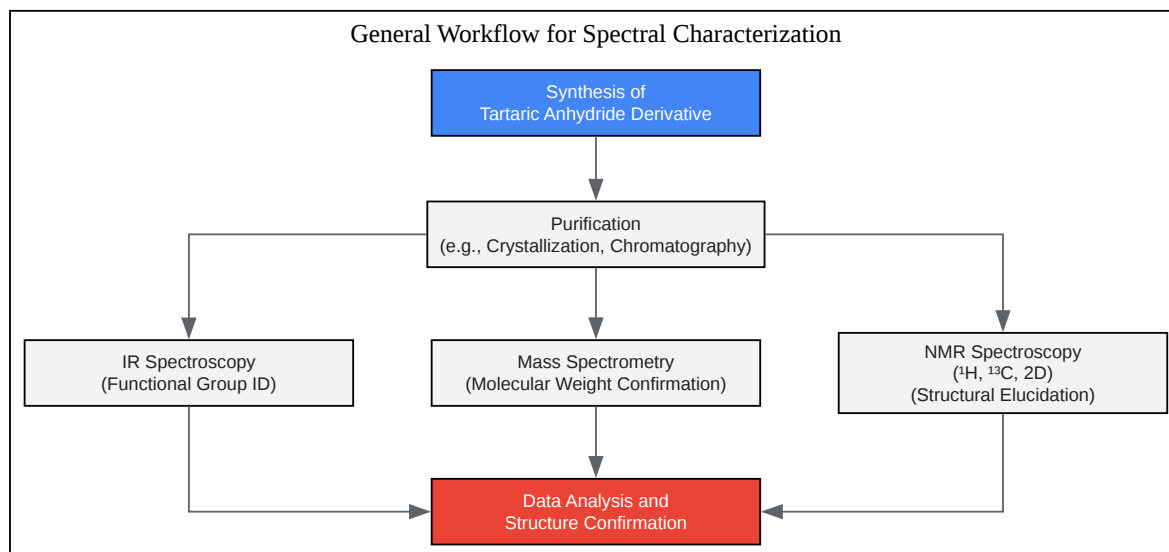 General Workflow for Spectral Characterization
Synthesis of
Tartaric Anhydride Derivative
Purification
(e.g., Crystallization, Chromatography)
IR Spectroscopy
(Functional Group ID)
Mass Spectrometry
(Molecular Weight Confirmation)
NMR Spectroscopy
(¹H, ¹³C, 2D)
(Structural Elucidation)
Data Analysis and
Structure Confirmation